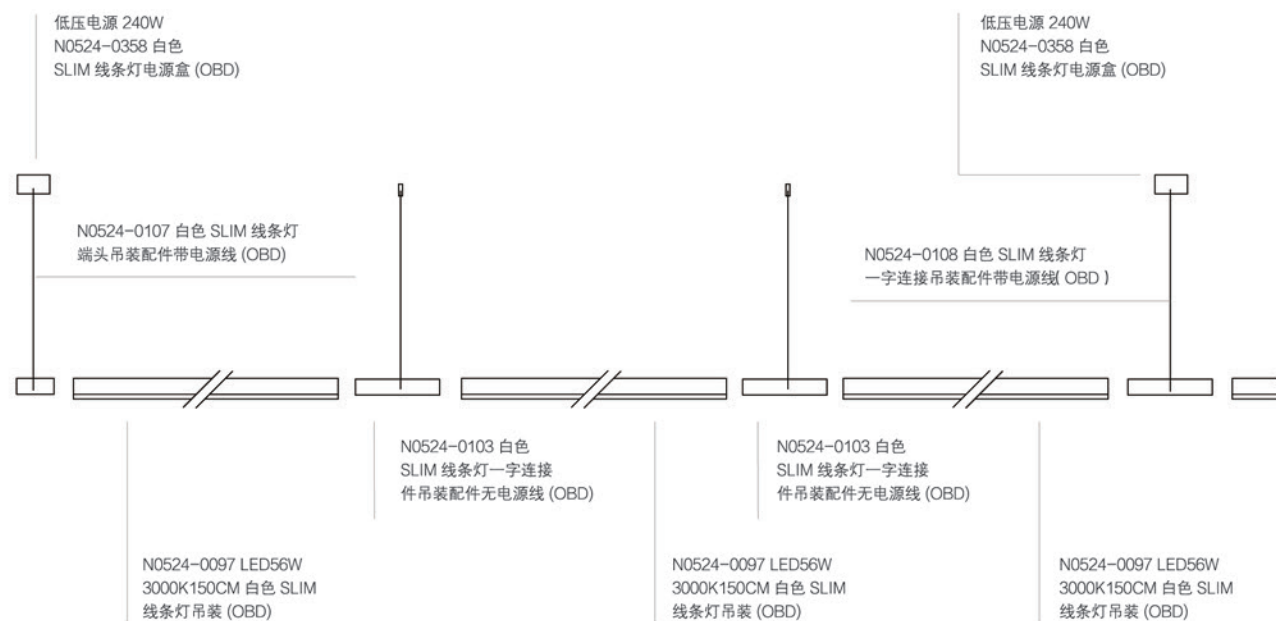 低压电源 240W
N0524-0358 白色
SLIM 线条灯电源盒 (OBD)
低压电源 240W
N0524-0358 白色
SLIM 线条灯电源盒 (OBD)
N0524-0107 白色 SLIM 线条灯
端头吊装配件带电源线 (OBD)
N0524-0108 白色 SLIM 线条灯
一字连接吊装配件带电源线( OBD )
N0524-0103 白色
SLIM 线条灯一字连接
件吊装配件无电源线 (OBD)
N0524-0103 白色
SLIM 线条灯一字连接
件吊装配件无电源线 (OBD)
N0524-0097 LED56W
3000K150CM 白色 SLIM
线条灯吊装 (OBD)
N0524-0097 LED56W
3000K150CM 白色 SLIM
线条灯吊装 (OBD)
N0524-0097 LED56W
3000K150CM 白色 SLIM
线条灯吊装 (OBD)